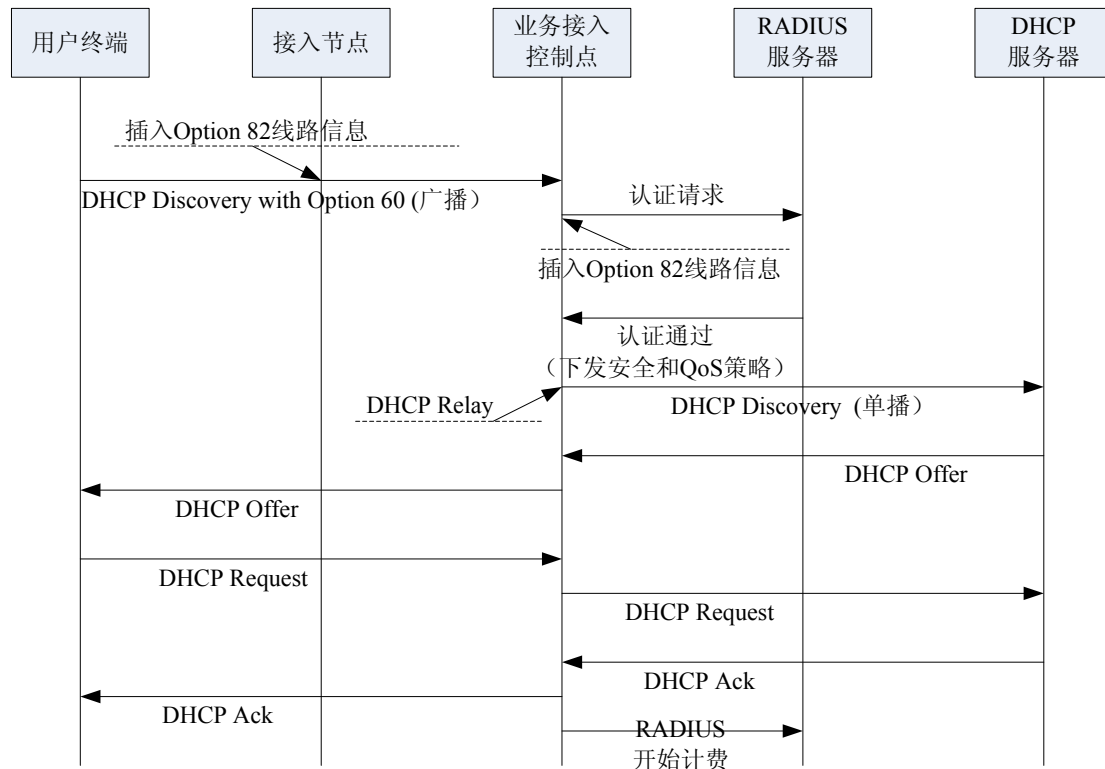 用户终端
接入节点
业务接入
控制点
RADIUS
服务器
DHCP
服务器
插入Option 82线路信息
DHCP Discovery with Option 60 (广播）
认证请求
插入Option 82线路信息
认证通过
（下发安全和QoS策略）
DHCP Relay
DHCP Discovery (单播）
DHCP Offer
DHCP Offer
DHCP Request
DHCP Request
DHCP Ack
DHCP Ack
RADIUS
开始计费